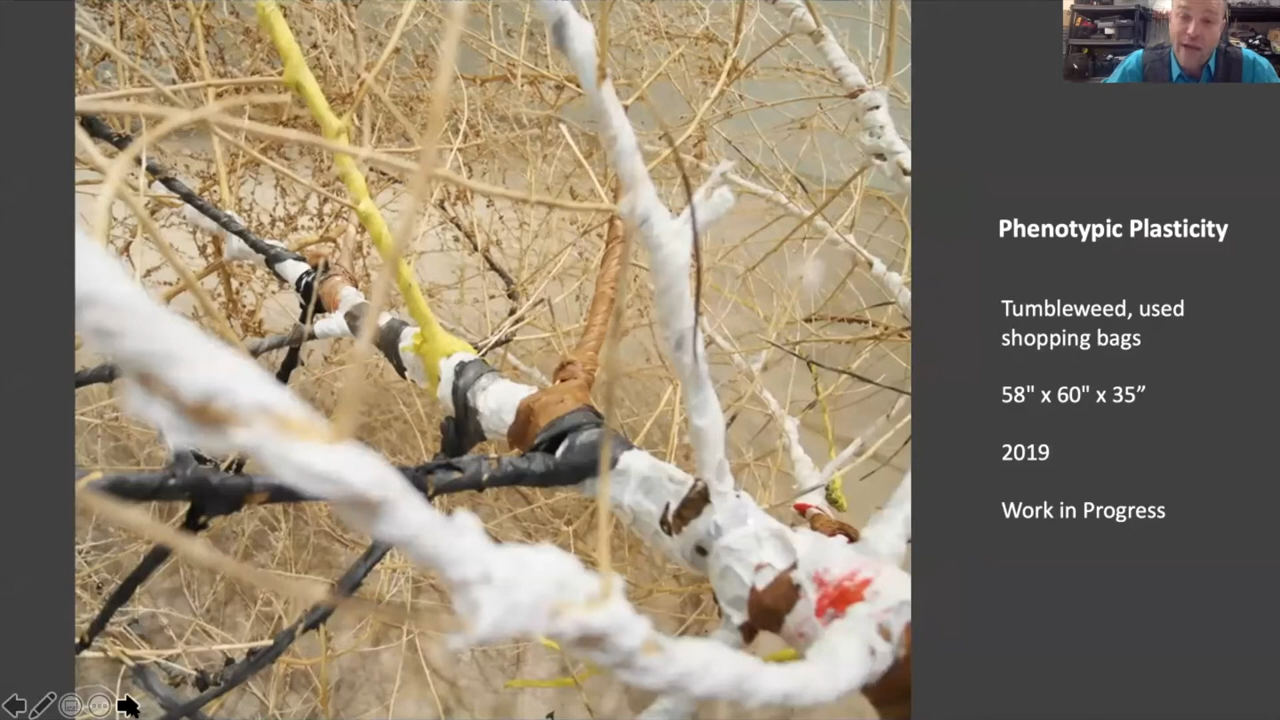 Phenotypic Plasticity
Tumbleweed, used
shopping bags
58" x 60" x 35”
2019
Work in Progress